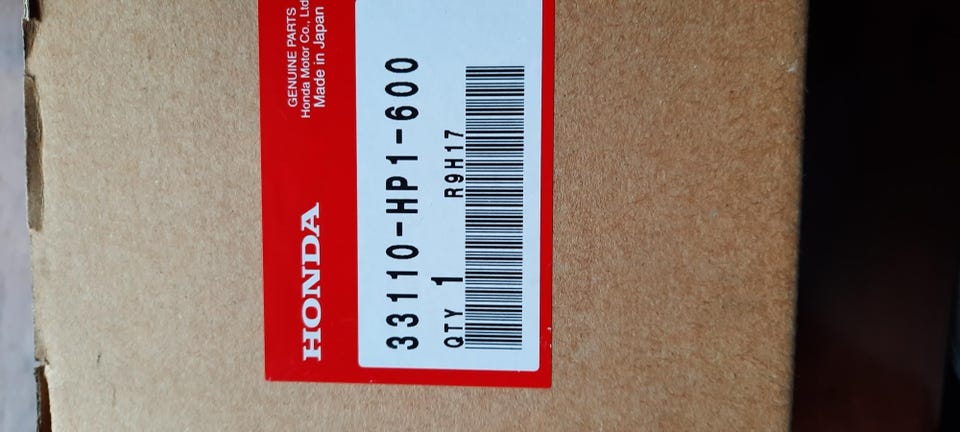 HONDA
GENUINE PARTS
Honda Motor Co., Ltd.
Made in Japan
33110-HP1-600
QTY 1 R9H17